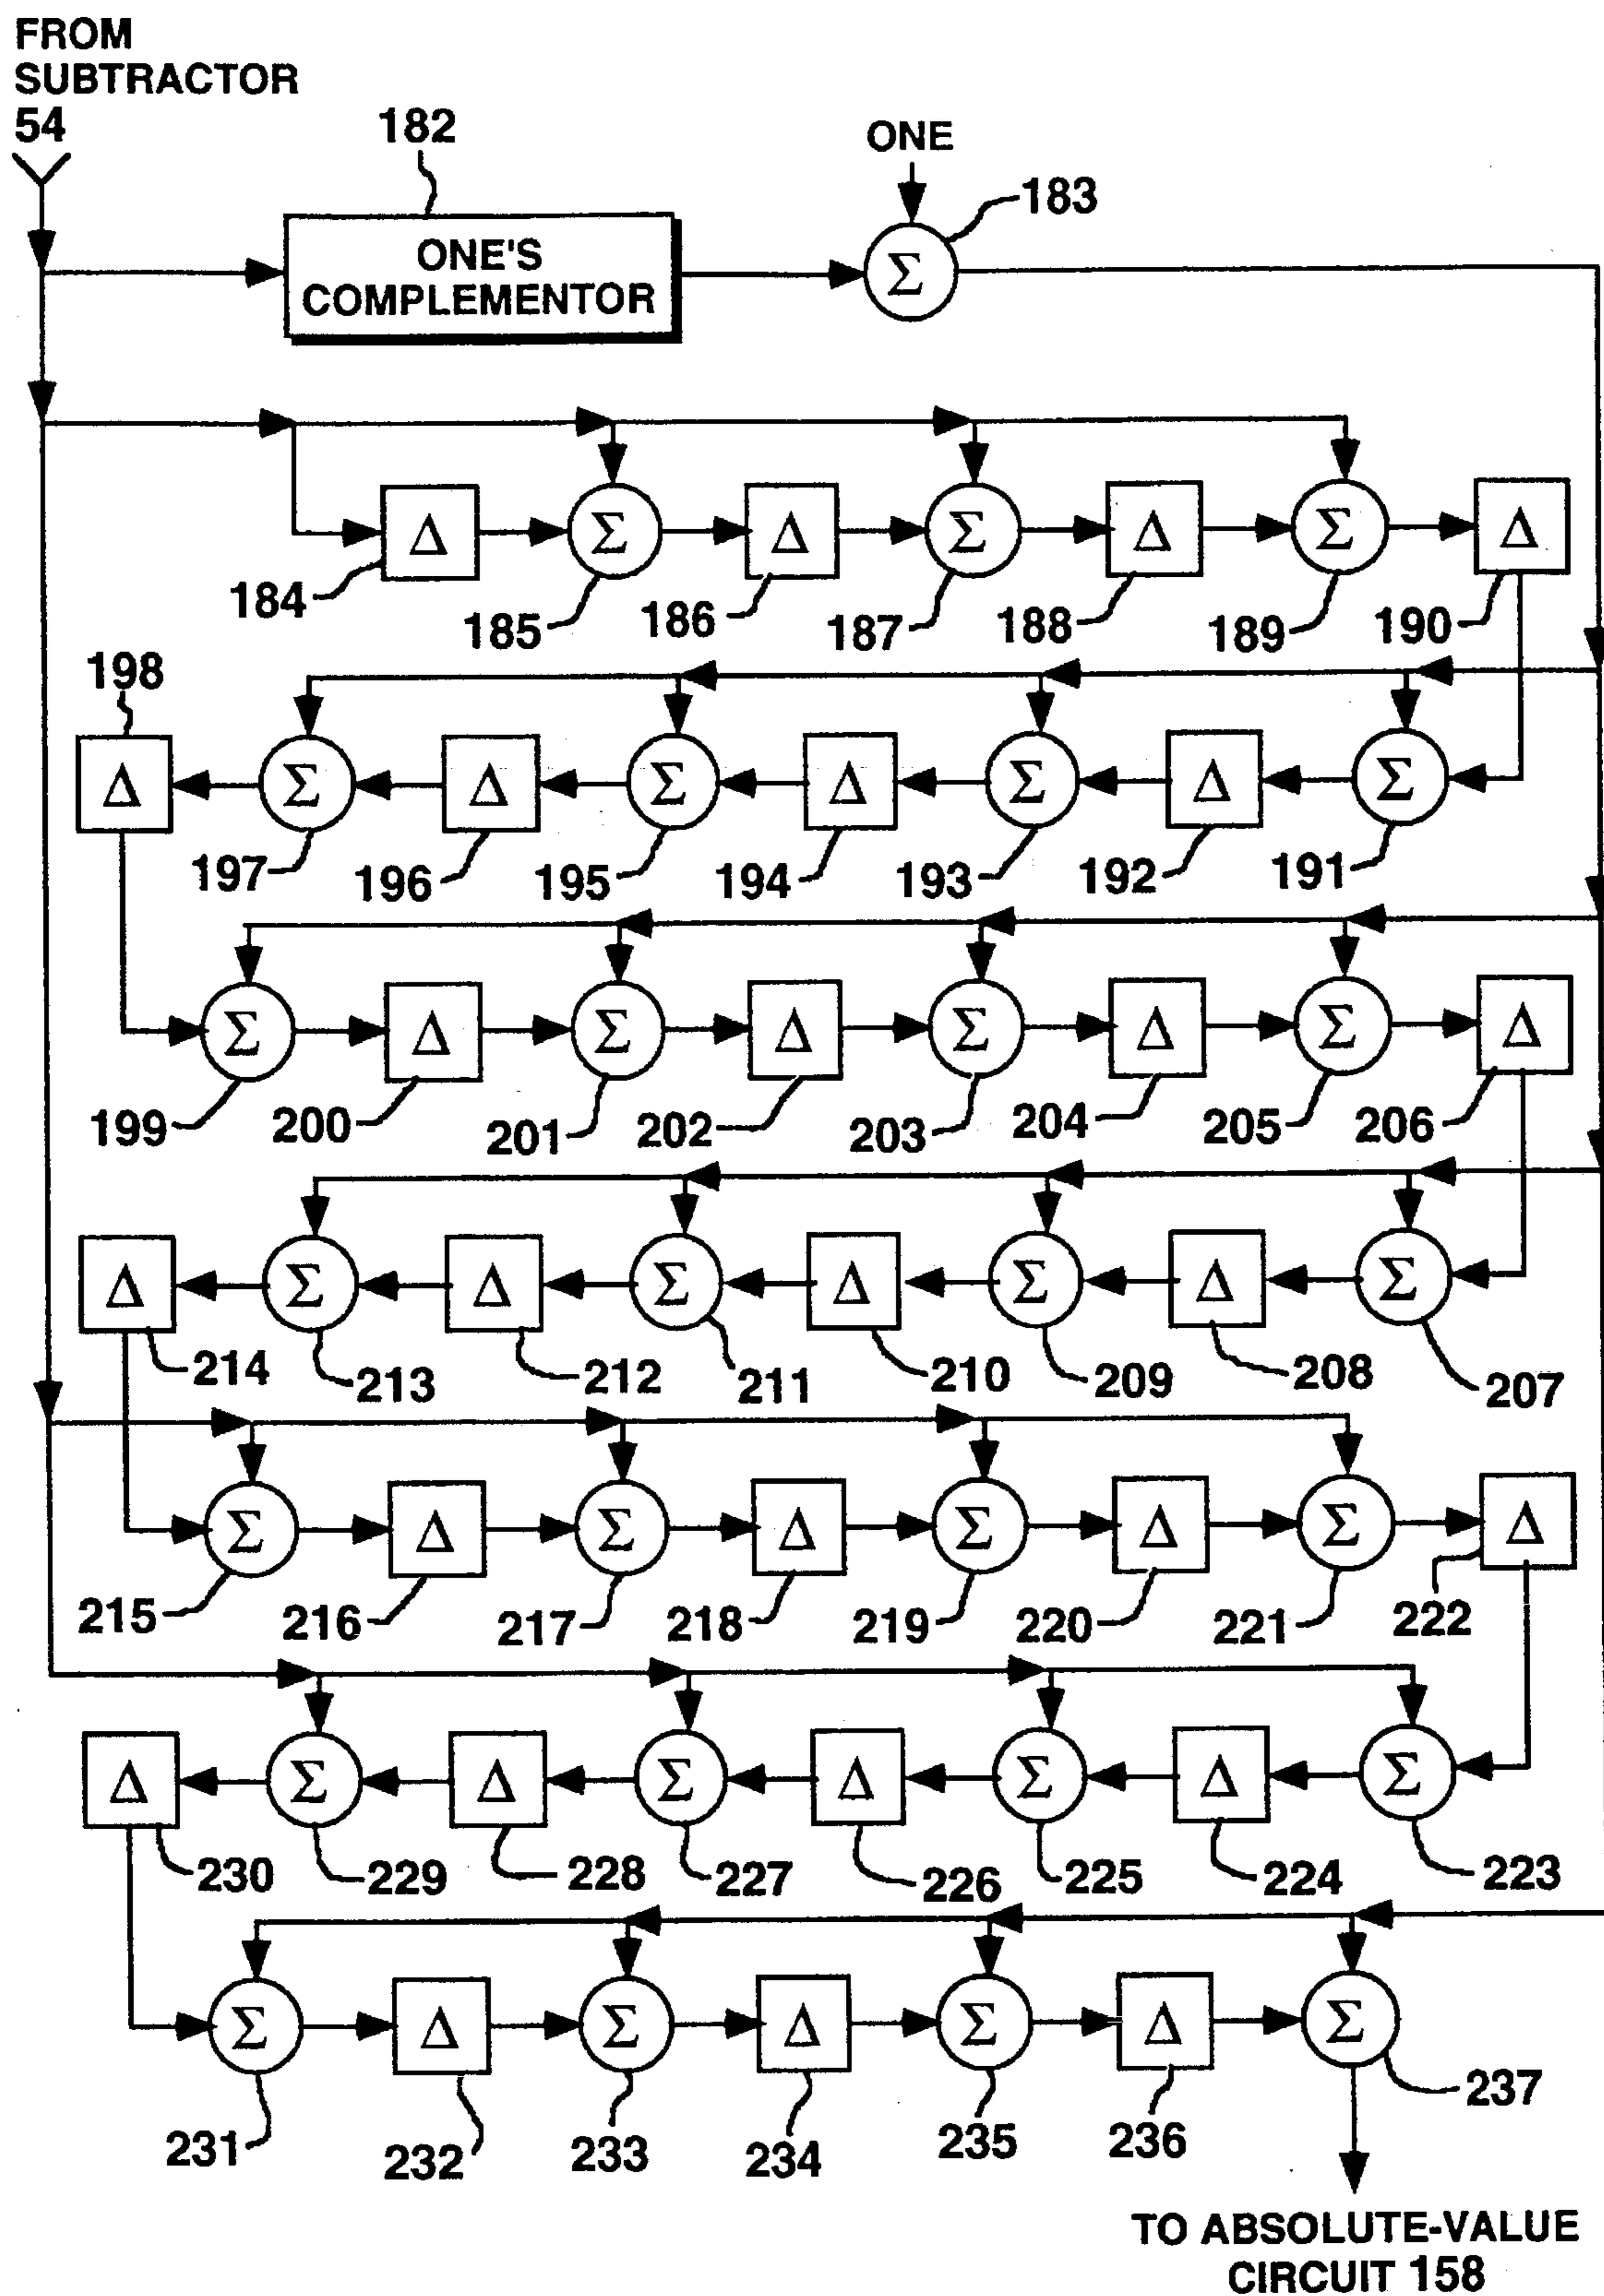 FROM
SUBTRACTOR
54
182
ONE
183
ONE'S
COMPLEMENTOR
Σ
Δ Σ Δ Σ Δ Σ Δ
184 185 186 187 188 189 190
198
Δ Σ Δ Σ Δ Σ Δ Σ
197 196 195 194 193 192 191
Σ Δ Σ Δ Σ Δ Σ Δ
199 200 201 202 203 204 205 206
Δ Σ Δ Σ Δ Σ Δ Σ
214 213 212 211 210 209 208 207
Σ Δ Σ Δ Σ Δ Σ Δ
215 216 217 218 219 220 221 222
Δ Σ Δ Σ Δ Σ Δ Σ
230 229 228 227 226 225 224 223
Σ Δ Σ Δ Σ Δ Σ
231 232 233 234 235 236 237
TO ABSOLUTE-VALUE
CIRCUIT 158